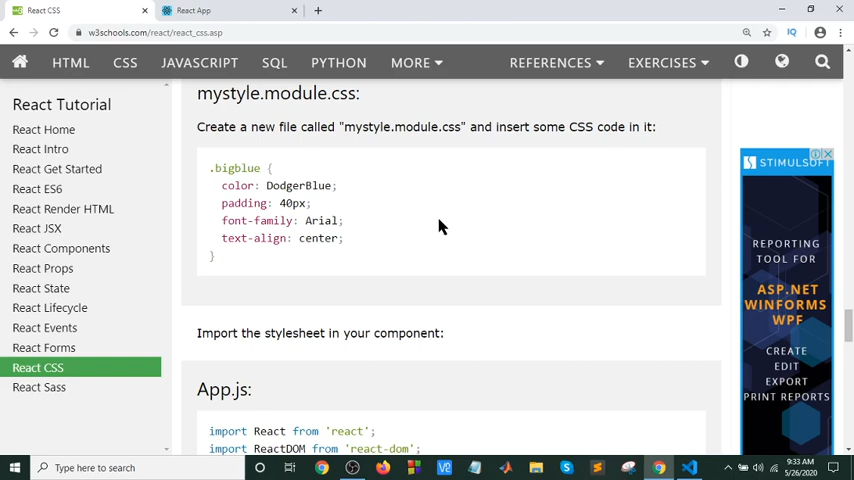 React CSS
React App
w3schools.com/react/react_css.asp
IQ
HTML
CSS
JAVASCRIPT
SQL
PYTHON
MORE
REFERENCES
EXERCISES
React Tutorial
React Home
React Intro
React Get Started
React ES6
React Render HTML
React JSX
React Components
React Props
React State
React Lifecycle
React Events
React Forms
React CSS
React Sass
mystyle.module.css:
Create a new file called "mystyle.module.css" and insert some CSS code in it:
.bigblue {
color: DodgerBlue;
padding: 40px;
font-family: Arial;
text-align: center;
}
Import the stylesheet in your component:
App.js:
import React from 'react';
import ReactDOM from 'react-dom';
STIMULSOFT
REPORTING
TOOL FOR
ASP.NET
WINFORMS
WPF
CREATE
EDIT
EXPORT
PRINT REPORTS
Type here to search
9:33 AM
5/26/2020